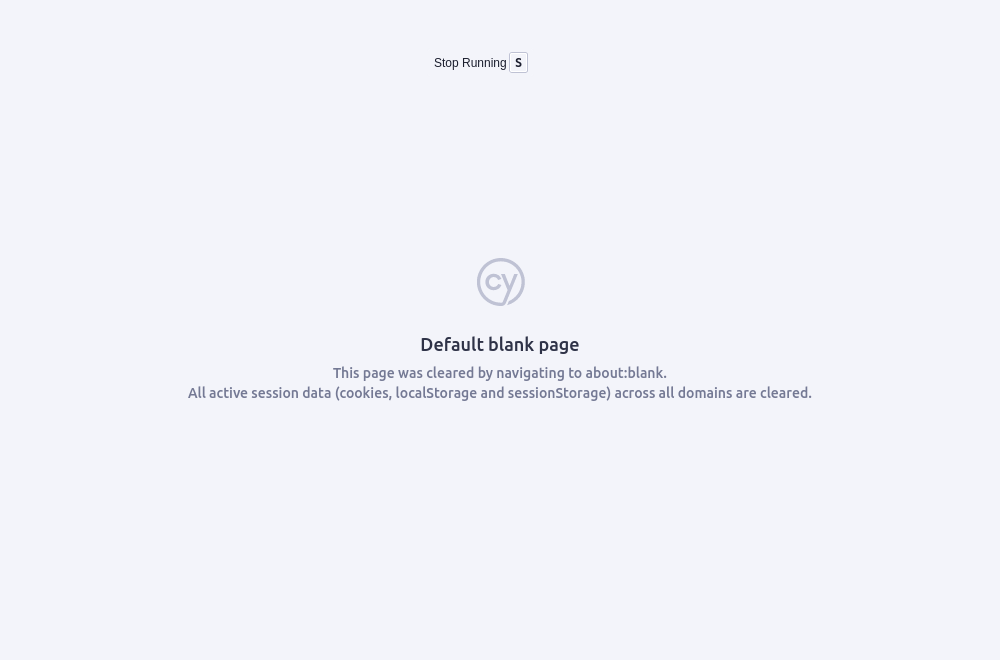 Stop Running S
cy
Default blank page
This page was cleared by navigating to about:blank.
All active session data (cookies, localStorage and sessionStorage) across all domains are cleared.